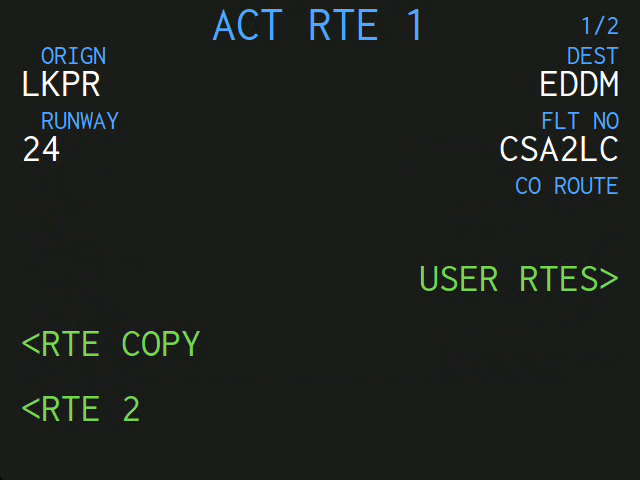 ACT RTE 1 1/2
ORIGN DEST
LKPR EDDM
RUNWAY FLT NO
24 CSA2LC
CO ROUTE
USER RTES>
<RTE COPY
<RTE 2